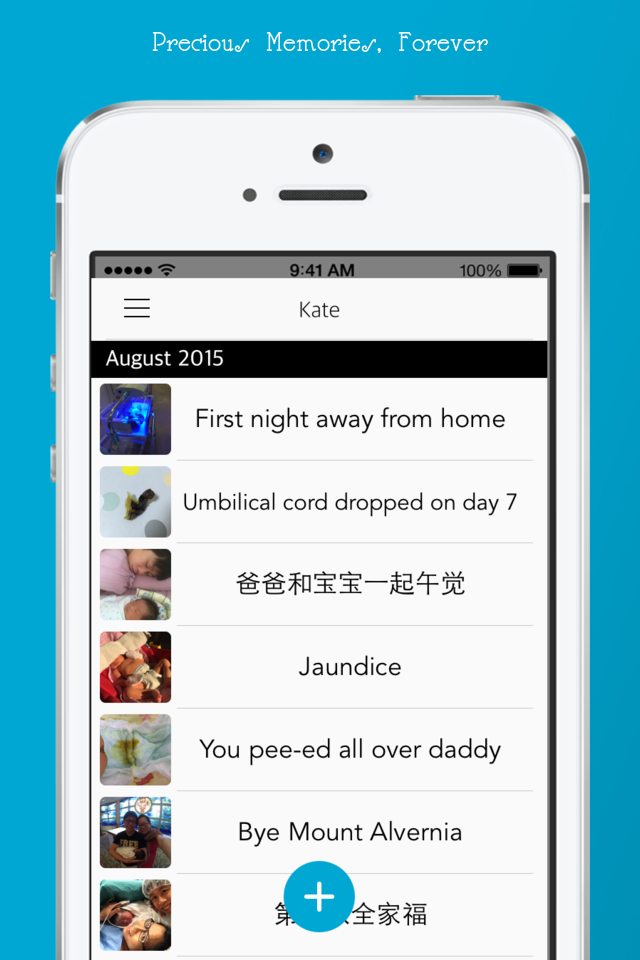 Precious Memories, Forever
9:41 AM 100%
Kate
August 2015
First night away from home
Umbilical cord dropped on day 7
爸爸和宝宝一起午觉
Jaundice
You pee-ed all over daddy
Bye Mount Alvernia
第 全家福